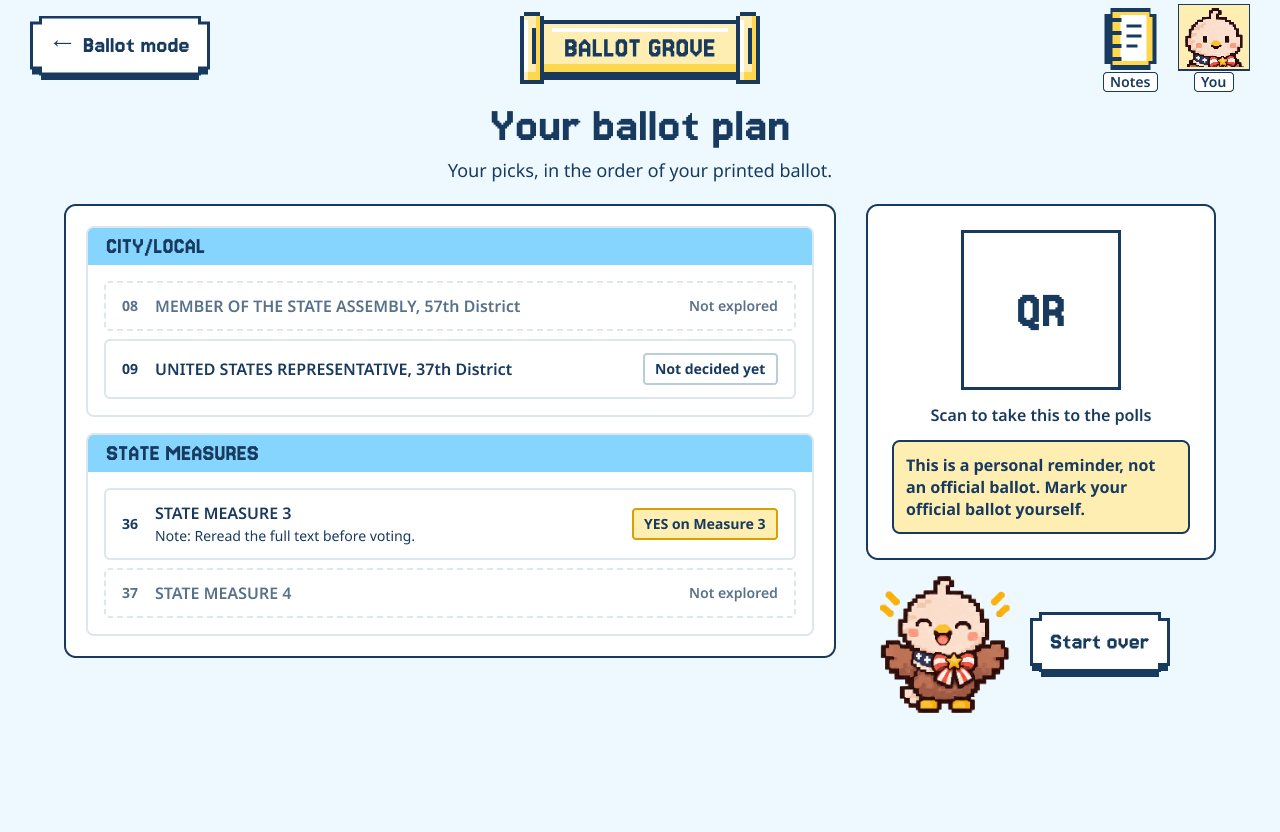 ← Ballot mode
BALLOT GROVE
Notes
You
Your ballot plan
Your picks, in the order of your printed ballot.
CITY/LOCAL
08 MEMBER OF THE STATE ASSEMBLY, 57th District Not explored
09 UNITED STATES REPRESENTATIVE, 37th District Not decided yet
STATE MEASURES
36 STATE MEASURE 3 YES on Measure 3
Note: Reread the full text before voting.
37 STATE MEASURE 4 Not explored
QR
Scan to take this to the polls
This is a personal reminder, not
an official ballot. Mark your
official ballot yourself.
Start over